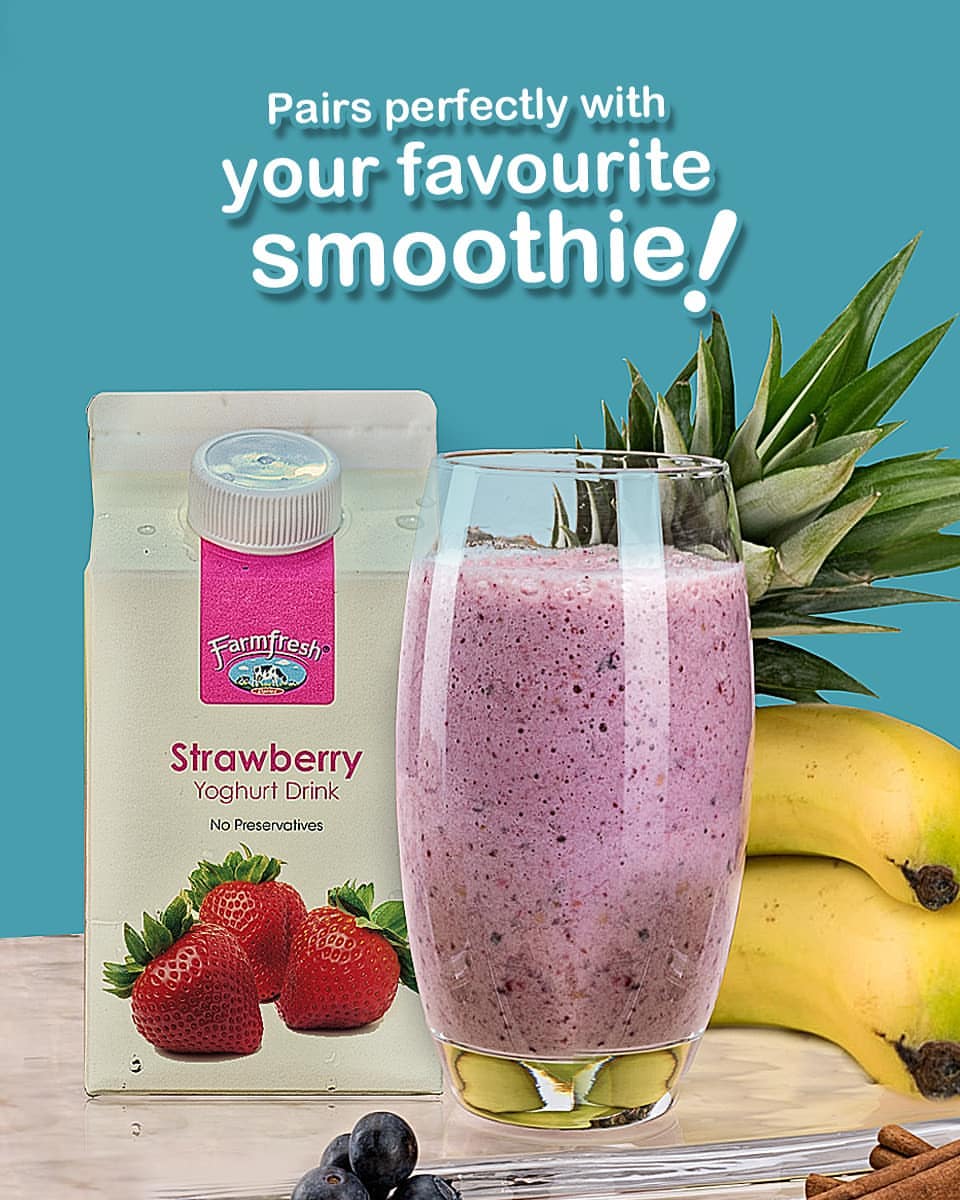 Pairs perfectly with
your favourite
smoothie!
Farmfresh®
Strawberry
Yoghurt Drink
No Preservatives